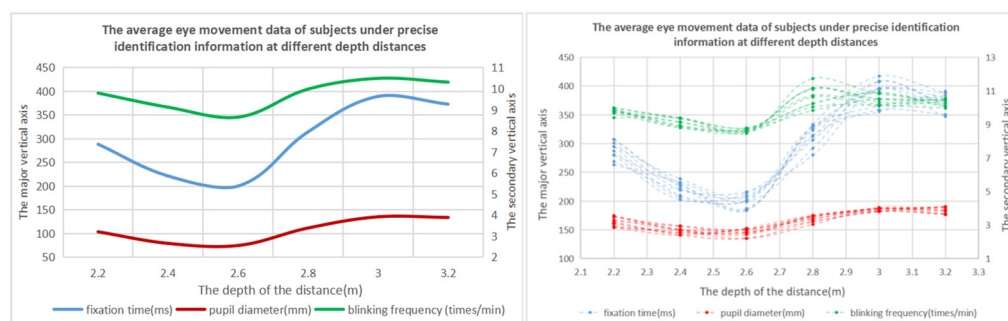 The average eye movement data of subjects under precise
identification information at different depth distances
The major vertical axis
450
400
350
300
250
200
150
100
50
11
10
9
8
7
6
5
4
3
2
The secondary vertical axis
2.2 2.4 2.6 2.8 3 3.2
The depth of the distance(m)
fixation time(ms) pupil diameter(mm) blinking frequency(times/min)
The average eye movement data of subjects under precise identification
information at different depth distances
The major vertical axis
450
400
350
300
250
200
150
100
13
11
9
7
5
3
1
The secondary vertical axis
2.1 2.2 2.3 2.4 2.5 2.6 2.7 2.8 2.9 3 3.1 3.2 3.3
The depth of the distance(m)
fixation time(ms) pupil diameter(mm) blinking frequency (times/min)